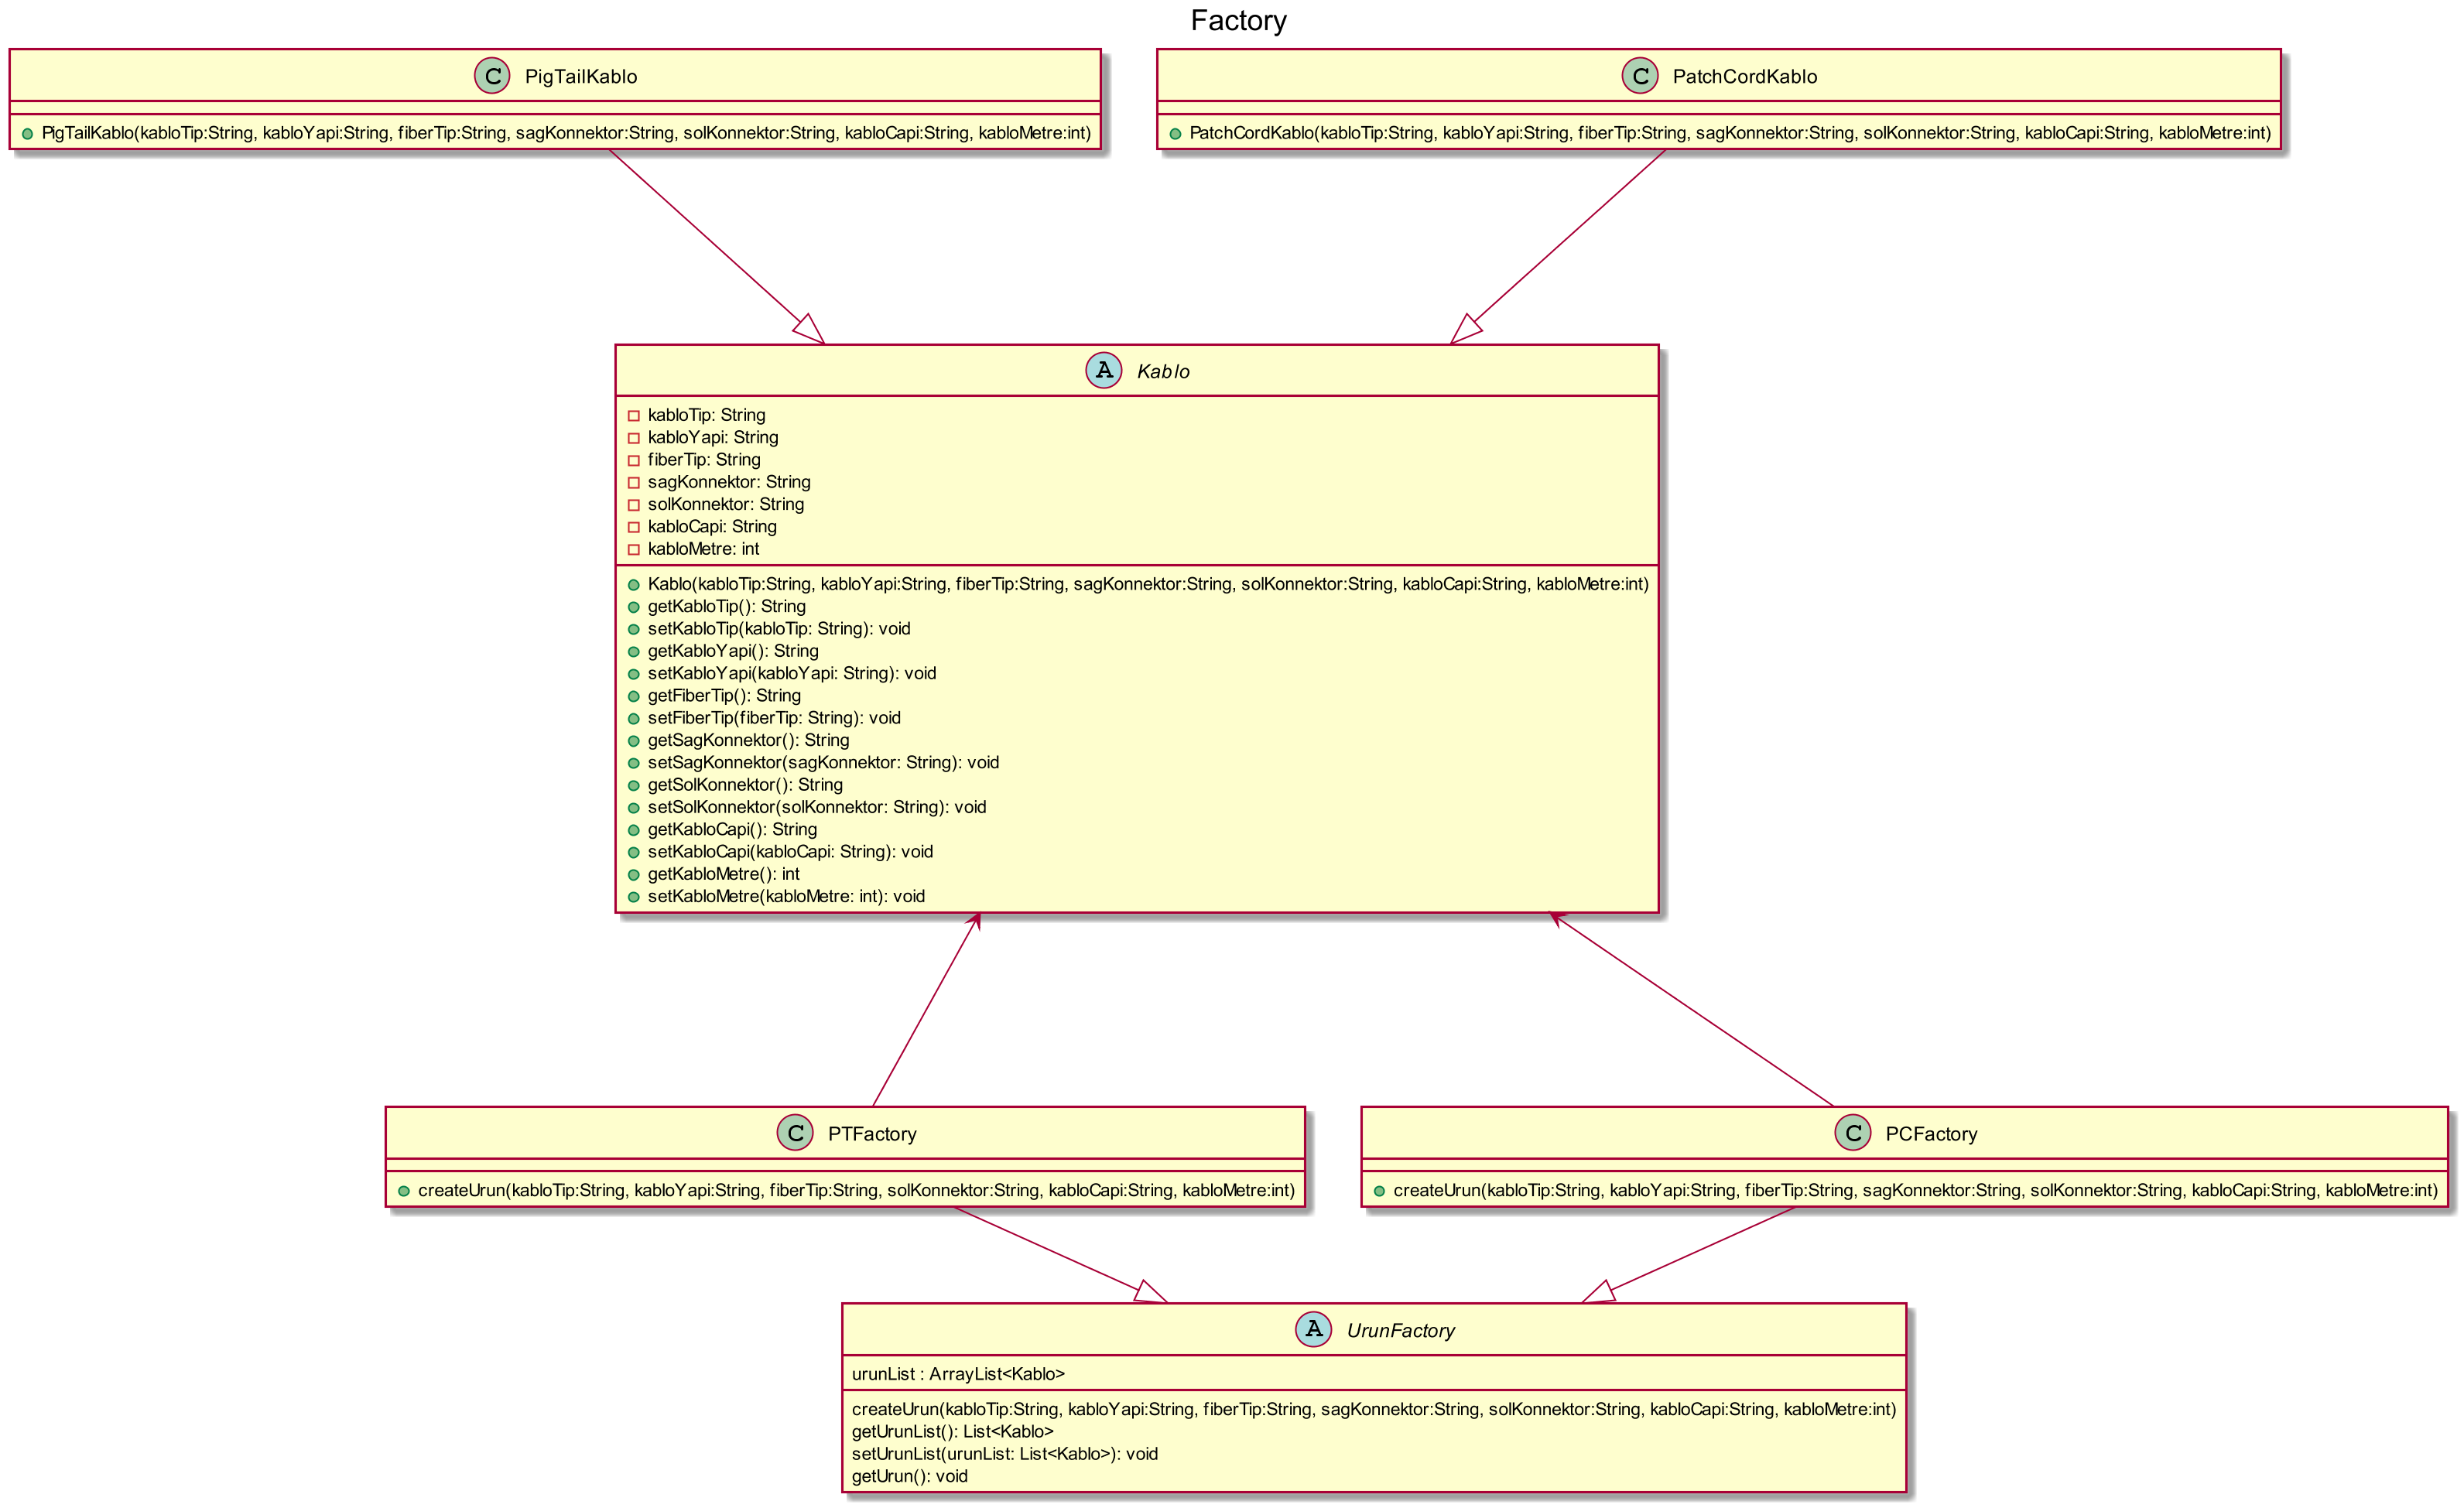 Factory
C PigTailKablo
PigTailKablo(kabloTip:String, kabloYapi:String, fiberTip:String, sagKonnektor:String, solKonnektor:String, kabloCapi:String, kabloMetre:int)
C PatchCordKablo
PatchCordKablo(kabloTip:String, kabloYapi:String, fiberTip:String, sagKonnektor:String, solKonnektor:String, kabloCapi:String, kabloMetre:int)
A Kablo
kabloTip: String
kabloYapi: String
fiberTip: String
sagKonnektor: String
solKonnektor: String
kabloCapi: String
kabloMetre: int
Kablo(kabloTip:String, kabloYapi:String, fiberTip:String, sagKonnektor:String, solKonnektor:String, kabloCapi:String, kabloMetre:int)
getKabloTip(): String
setKabloTip(kabloTip: String): void
getKabloYapi(): String
setKabloYapi(kabloYapi: String): void
getFiberTip(): String
setFiberTip(fiberTip: String): void
getSagKonnektor(): String
setSagKonnektor(sagKonnektor: String): void
getSolKonnektor(): String
setSolKonnektor(solKonnektor: String): void
getKabloCapi(): String
setKabloCapi(kabloCapi: String): void
getKabloMetre(): int
setKabloMetre(kabloMetre: int): void
C PTFactory
createUrun(kabloTip:String, kabloYapi:String, fiberTip:String, solKonnektor:String, kabloCapi:String, kabloMetre:int)
C PCFactory
createUrun(kabloTip:String, kabloYapi:String, fiberTip:String, sagKonnektor:String, solKonnektor:String, kabloCapi:String, kabloMetre:int)
A UrunFactory
urunList : ArrayList<Kablo>
createUrun(kabloTip:String, kabloYapi:String, fiberTip:String, sagKonnektor:String, solKonnektor:String, kabloCapi:String, kabloMetre:int)
getUrunList(): List<Kablo>
setUrunList(urunList: List<Kablo>): void
getUrun(): void